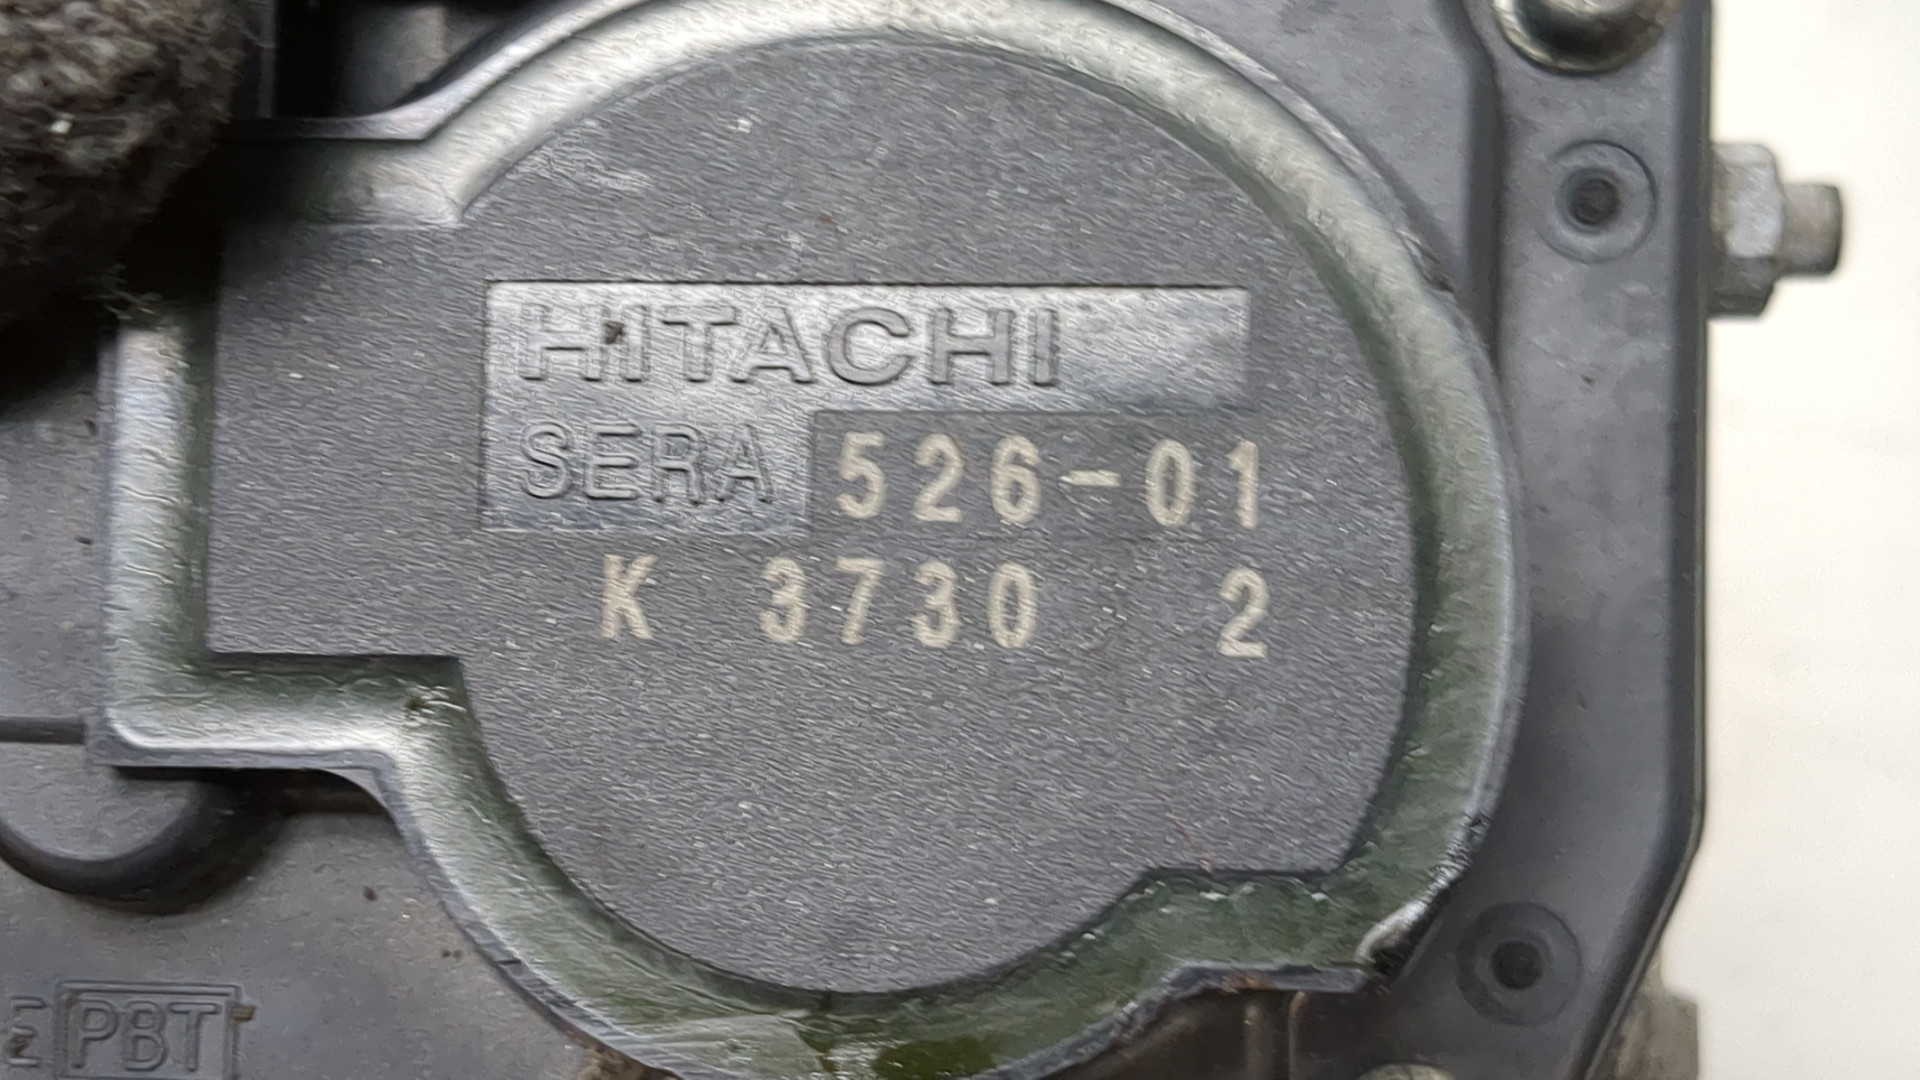 HITACHI
SERA 526-01
K 3730 2
E PBT